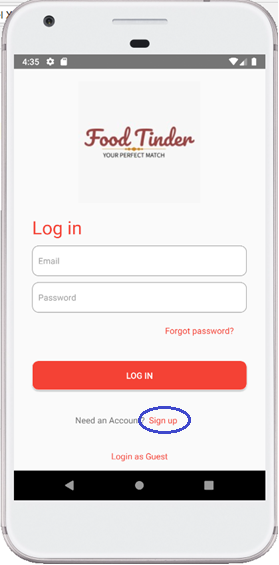 4:35
Food Tinder
YOUR PERFECT MATCH
Log in
Email
Password
Forgot password?
LOG IN
Need an Account? Sign up
Login as Guest